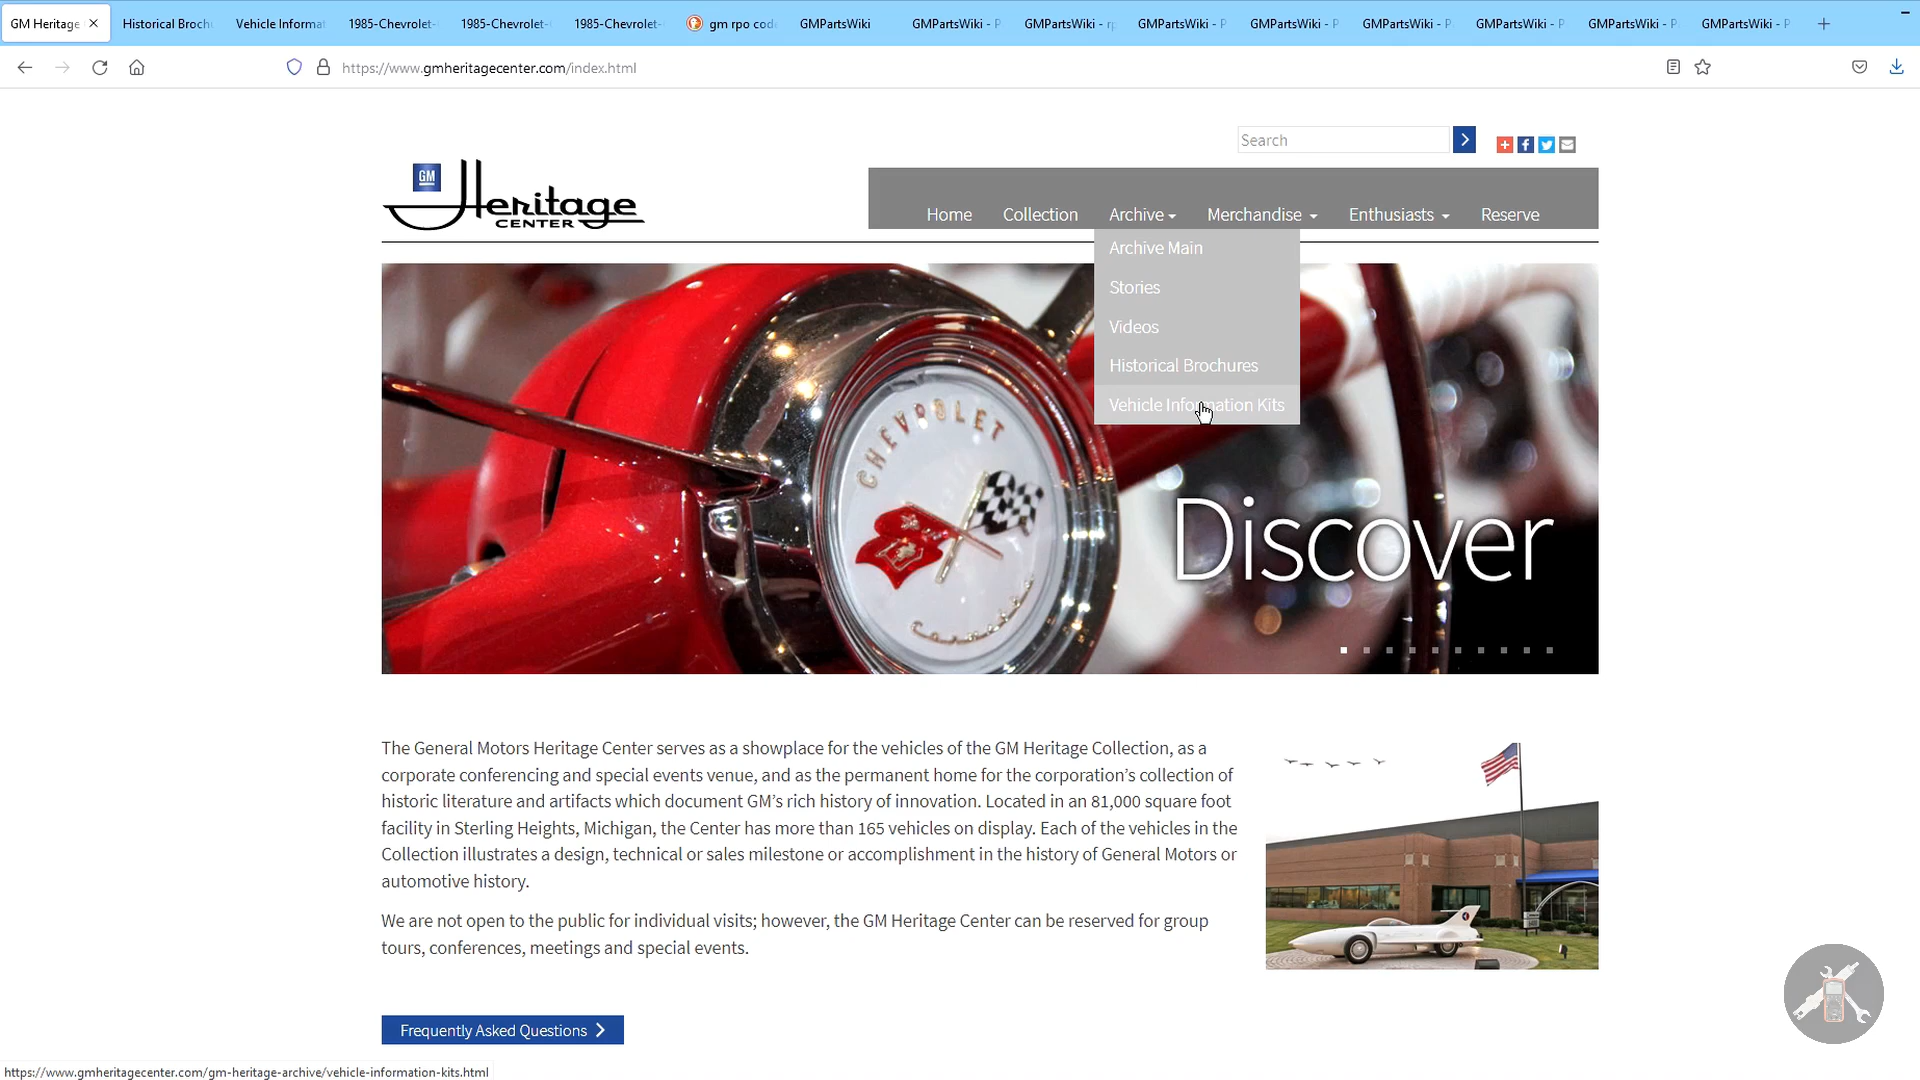 GM Heritage
Historical Broch
Vehicle Informat
1985-Chevrolet-
1985-Chevrolet-
1985-Chevrolet-
gm rpo cod
GMPartsWiki
GMPartsWiki - P
GMPartsWiki - rp
GMPartsWiki - P
GMPartsWiki - P
GMPartsWiki - P
GMPartsWiki - P
GMPartsWiki - P
GMPartsWiki - P
https://www.gmheritagecenter.com/index.html
Search
GM
Heritage
CENTER
Home
Collection
Archive
Merchandise
Enthusiasts
Reserve
Archive Main
Stories
Videos
Historical Brochures
Vehicle Information Kits
CHEVROLET
Corvette
Discover
The General Motors Heritage Center serves as a showplace for the vehicles of the GM Heritage Collection, as a
corporate conferencing and special events venue, and as the permanent home for the corporation's collection of
historic literature and artifacts which document GM's rich history of innovation. Located in an 81,000 square foot
facility in Sterling Heights, Michigan, the Center has more than 165 vehicles on display. Each of the vehicles in the
Collection illustrates a design, technical or sales milestone or accomplishment in the history of General Motors or
automotive history.
We are not open to the public for individual visits; however, the GM Heritage Center can be reserved for group
tours, conferences, meetings and special events.
Frequently Asked Questions
https://www.gmheritagecenter.com/gm-heritage-archive/vehicle-information-kits.html